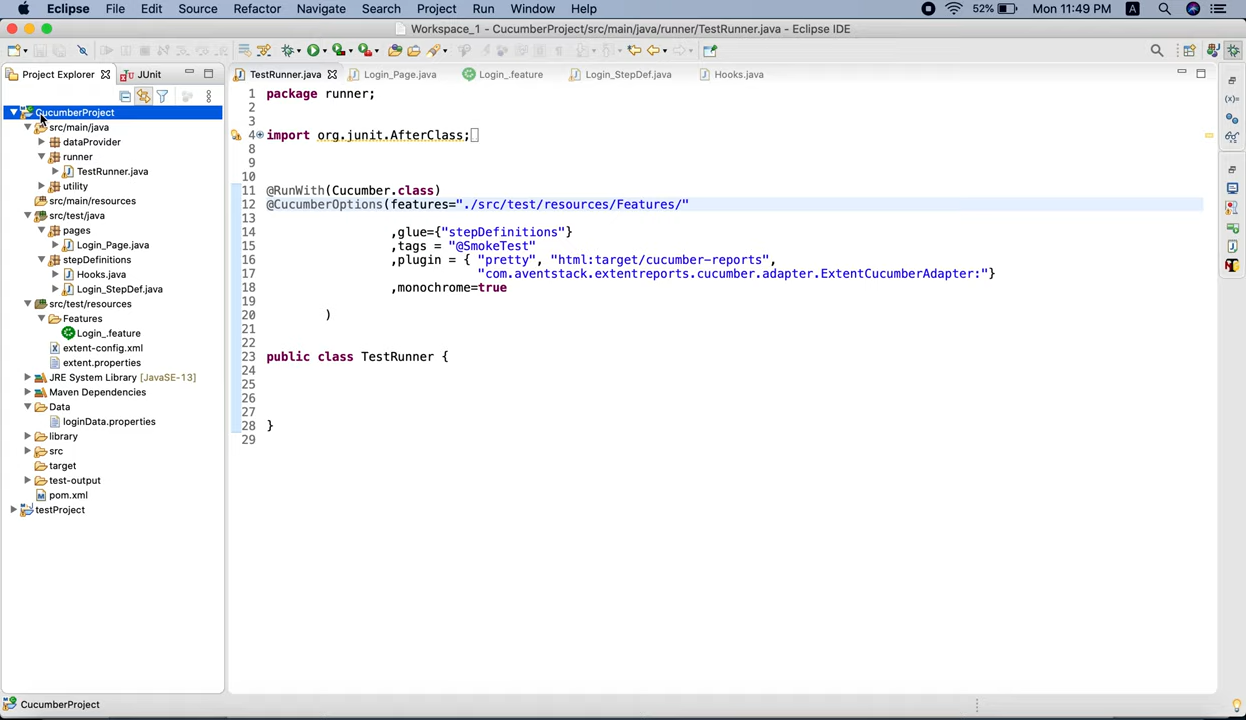 Eclipse File Edit Source Refactor Navigate Search Project Run Window Help 52% Mon 11:49 PM A
Workspace_1 - CucumberProject/src/main/java/runner/TestRunner.java - Eclipse IDE
Project Explorer JUnit
CucumberProject
src/main/java
dataProvider
runner
TestRunner.java
utility
src/main/resources
src/test/java
pages
Login_Page.java
stepDefinitions
Hooks.java
Login_StepDef.java
src/test/resources
Features
Login_.feature
extent-config.xml
extent.properties
JRE System Library [JavaSE-13]
Maven Dependencies
Data
loginData.properties
library
src
target
test-output
pom.xml
testProject
TestRunner.java Login_Page.java Login_.feature Login_StepDef.java Hooks.java
1 package runner;
2
3
4 import org.junit.AfterClass;
8
9
10
11 @RunWith(Cucumber.class)
12 @CucumberOptions(features="./src/test/resources/Features/"
13
14 ,glue={"stepDefinitions"}
15 ,tags = "@SmokeTest"
16 ,plugin = { "pretty", "html:target/cucumber-reports",
17 "com.aventstack.extentreports.cucumber.adapter.ExtentCucumberAdapter:"}
18 ,monochrome=true
19
20 )
21
22
23 public class TestRunner {
24
25
26
27
28 }
29
CucumberProject